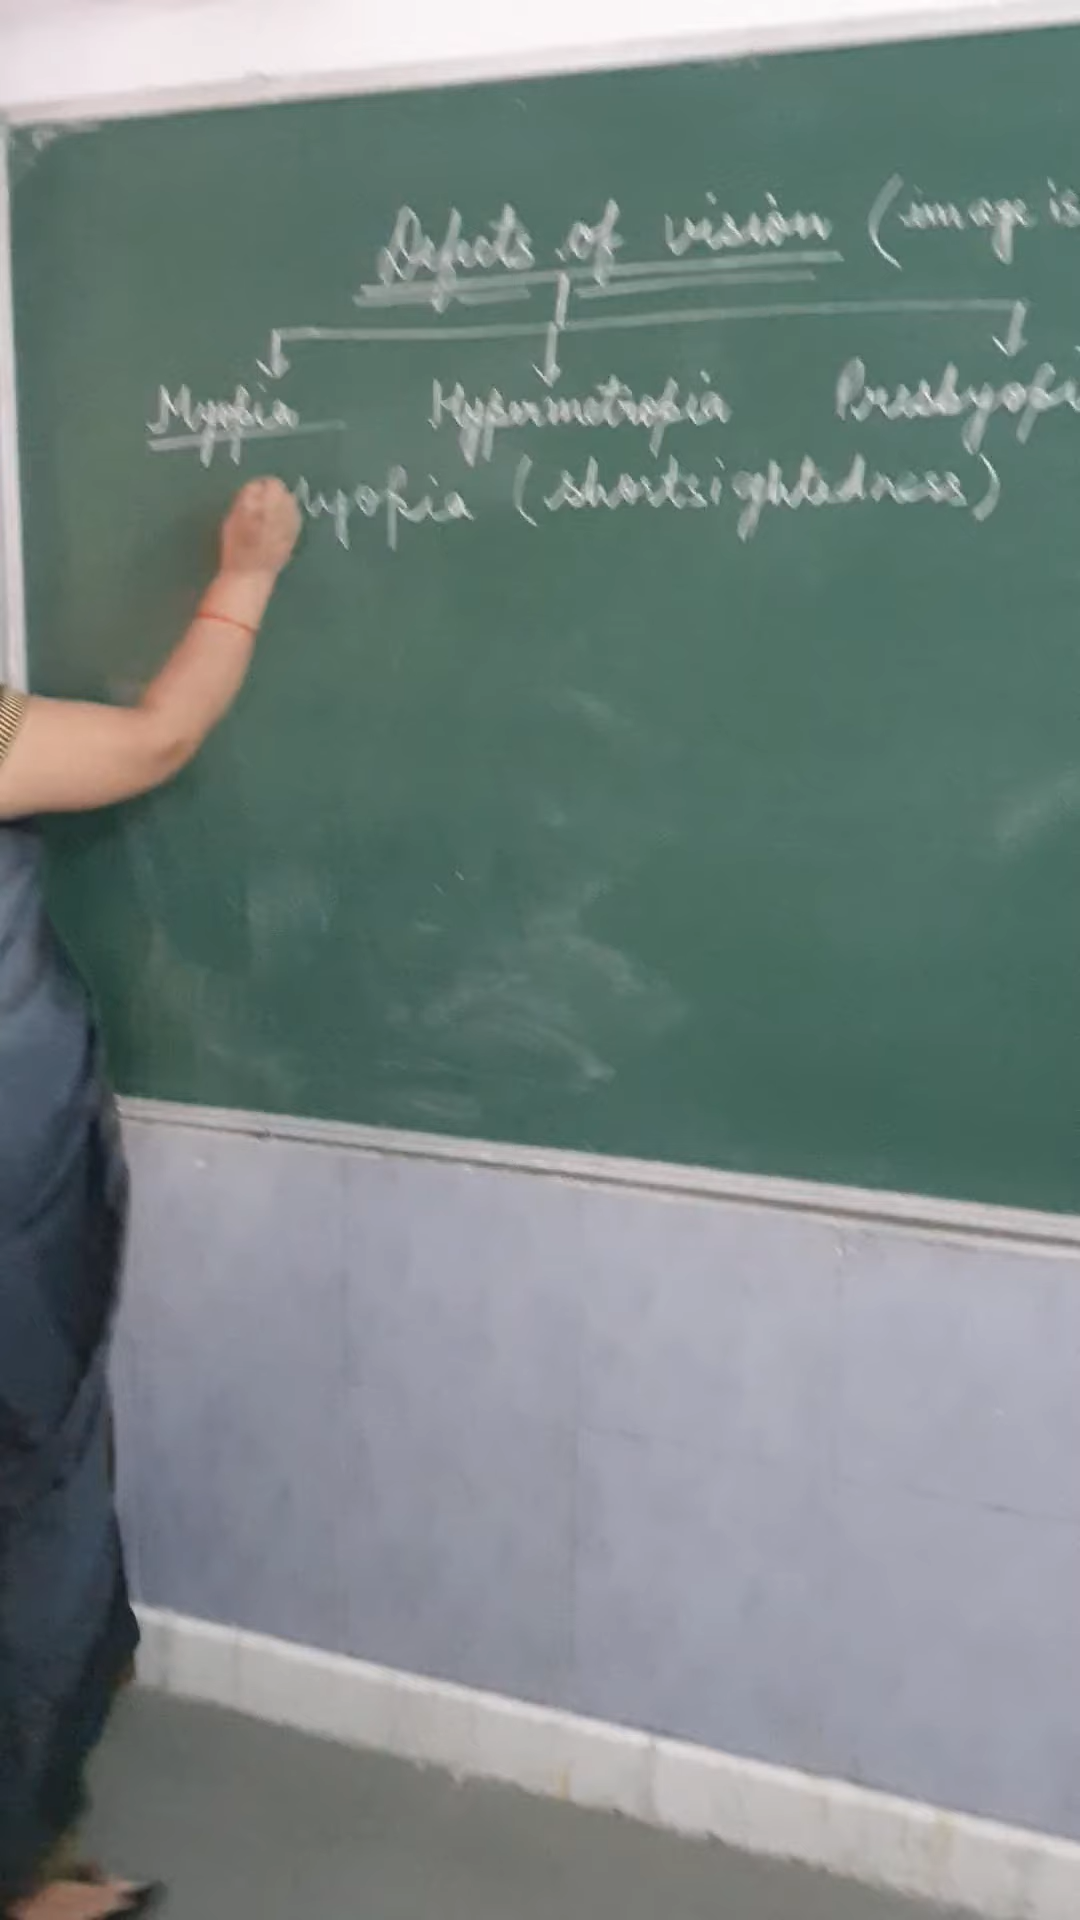 Defects of vision (image is
Myopia Hypermetropia Presbyopi
Myopia (shortsightedness)